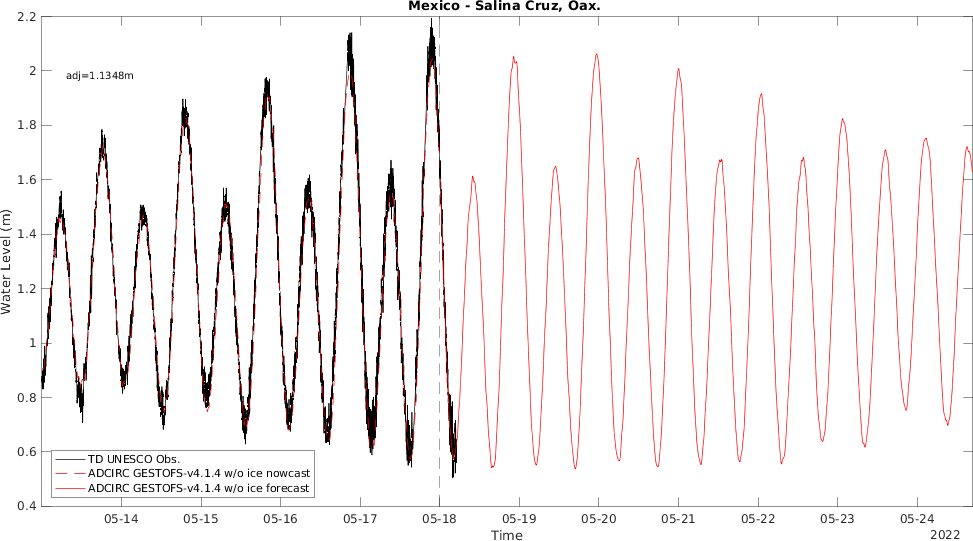 Mexico - Salina Cruz, Oax.
2.2
2
1.8
1.6
1.4
1.2
1
0.8
0.6
0.4
Water Level (m)
adj=1.1348m
TD UNESCO Obs.
ADCIRC GESTOFS-v4.1.4 w/o ice nowcast
ADCIRC GESTOFS-v4.1.4 w/o ice forecast
05-14 05-15 05-16 05-17 05-18 05-19 05-20 05-21 05-22 05-23 05-24
Time
2022